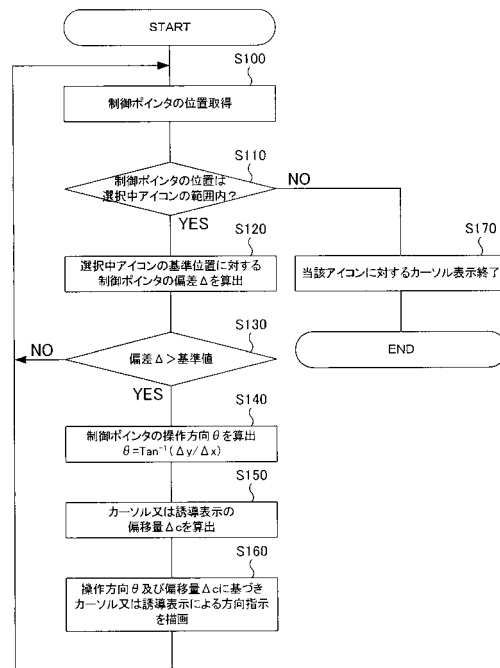 START
S100
制御ポインタの位置取得
S110
制御ポインタの位置は
選択中アイコンの範囲内?
NO
YES
S120
選択中アイコンの基準位置に対する
制御ポインタの偏差Δを算出
S170
当該アイコンに対するカーソル表示終了
END
S130
偏差Δ>基準値
NO
YES
S140
制御ポインタの操作方向θを算出
θ=Tan⁻¹(Δy/Δx)
S150
カーソル又は誘導表示の
偏移量Δcを算出
S160
操作方向θ及び偏移量Δcに基づき
カーソル又は誘導表示による方向指示
を描画